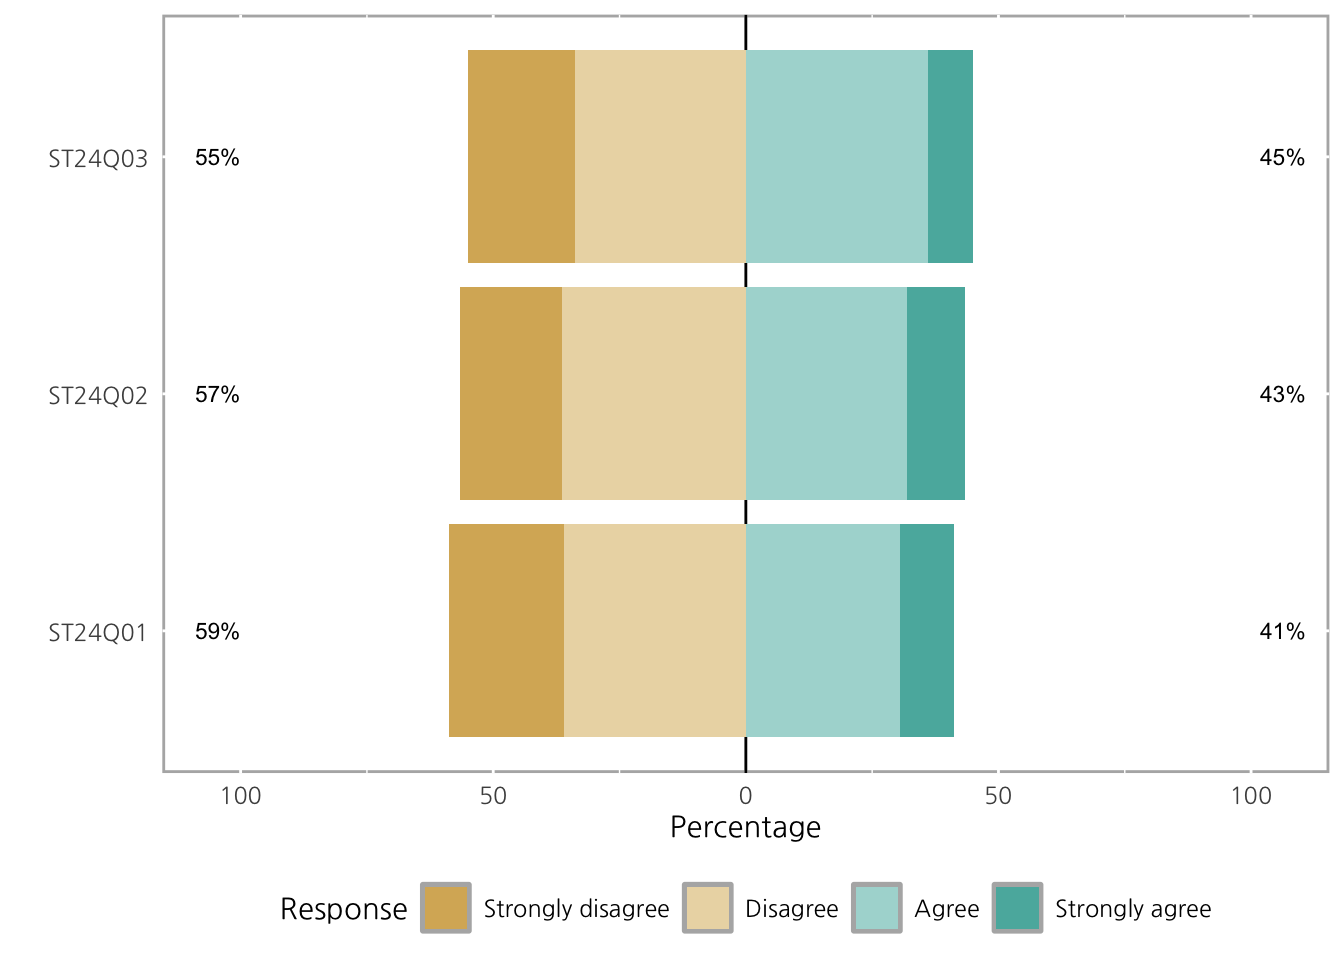 ST24Q03 55% 45%
ST24Q02 57% 43%
ST24Q01 59% 41%
100 50 0 50 100
Percentage
Response Strongly disagree Disagree Agree Strongly agree